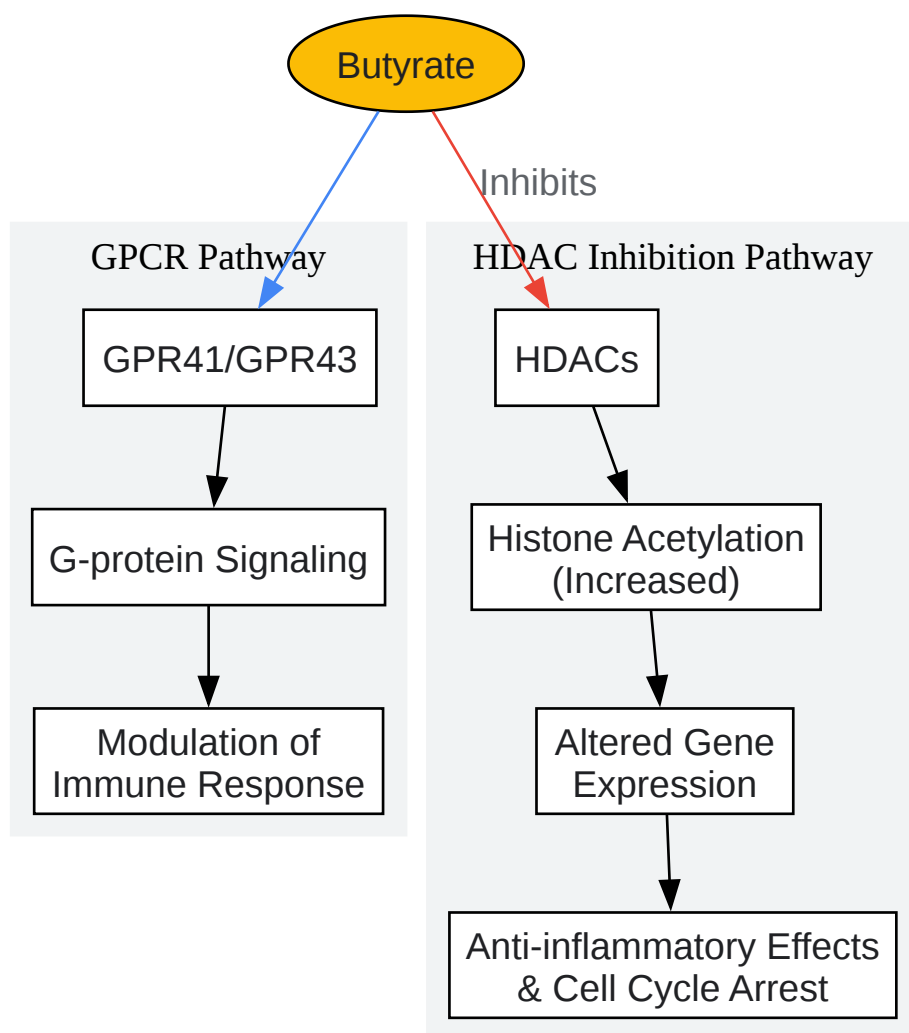 Butyrate
Inhibits
GPCR Pathway
GPR41/GPR43
G-protein Signaling
Modulation of
Immune Response
HDAC Inhibition Pathway
HDACs
Histone Acetylation
(Increased)
Altered Gene
Expression
Anti-inflammatory Effects
& Cell Cycle Arrest